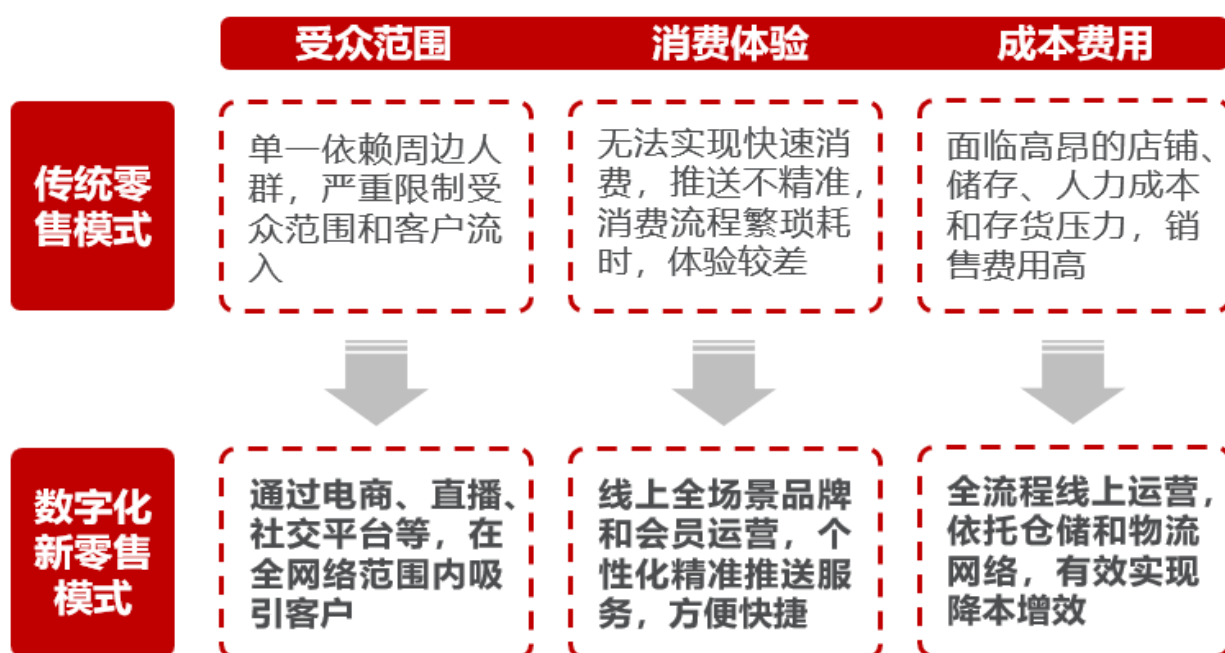 受众范围
消费体验
成本费用
传统零
售模式
单一依赖周边人
群，严重限制受
众范围和客户流
入
无法实现快速消
费，推送不精准，
消费流程繁琐耗
时，体验较差
面临高昂的店铺、
储存、人力成本
和存货压力，销
售费用高
数字化
新零售
模式
通过电商、直播、
社交平台等，在
全网络范围内吸
引客户
线上全场景品牌
和会员运营，个
性化精准推送服
务，方便快捷
全流程线上运营，
依托仓储和物流
网络，有效实现
降本增效